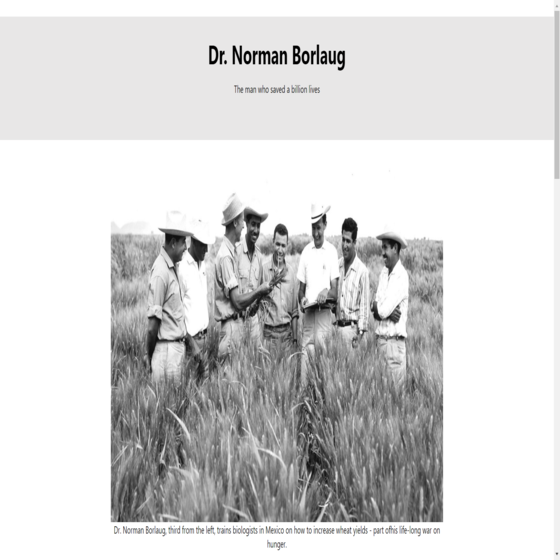 Dr. Norman Borlaug
The man who saved a billion lives
Dr. Norman Borlaug, third from the left, trains biologists in Mexico on how to increase wheat yields - part ofhis life-long war on
hunger.